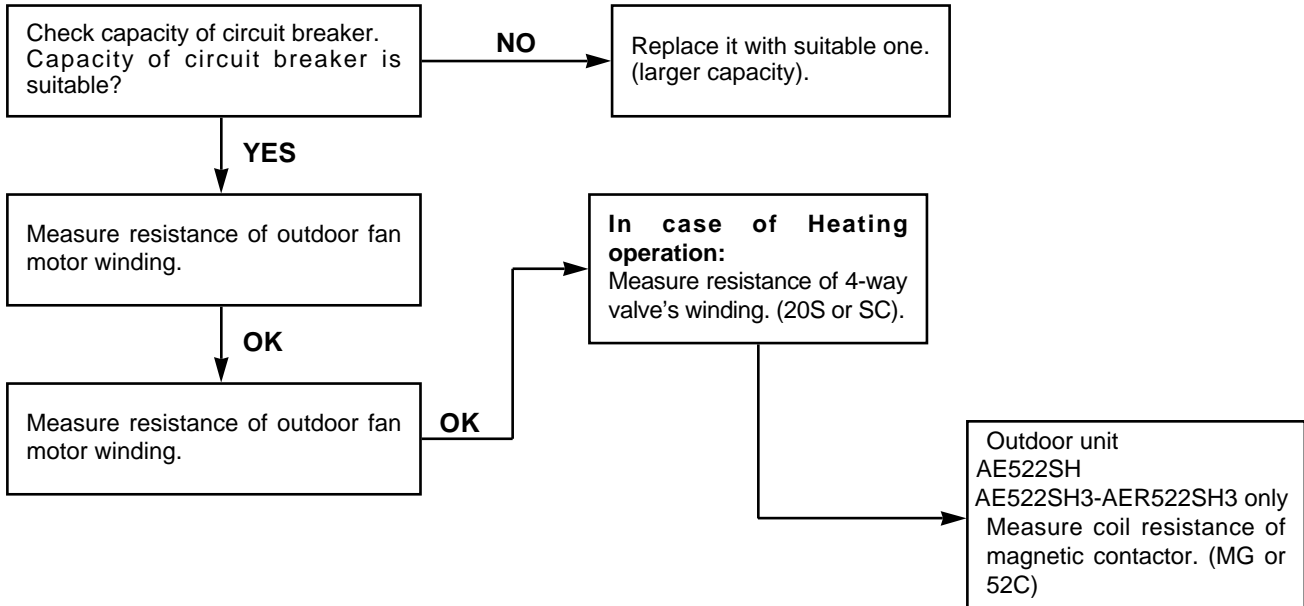 Check capacity of circuit breaker.
Capacity of circuit breaker is
suitable?
NO
Replace it with suitable one.
(larger capacity).
YES
Measure resistance of outdoor fan
motor winding.
OK
In case of Heating
operation:
Measure resistance of 4-way
valve’s winding. (20S or SC).
Measure resistance of outdoor fan
motor winding.
OK
Outdoor unit
AE522SH
AE522SH3-AER522SH3 only
Measure coil resistance of
magnetic contactor. (MG or
52C)